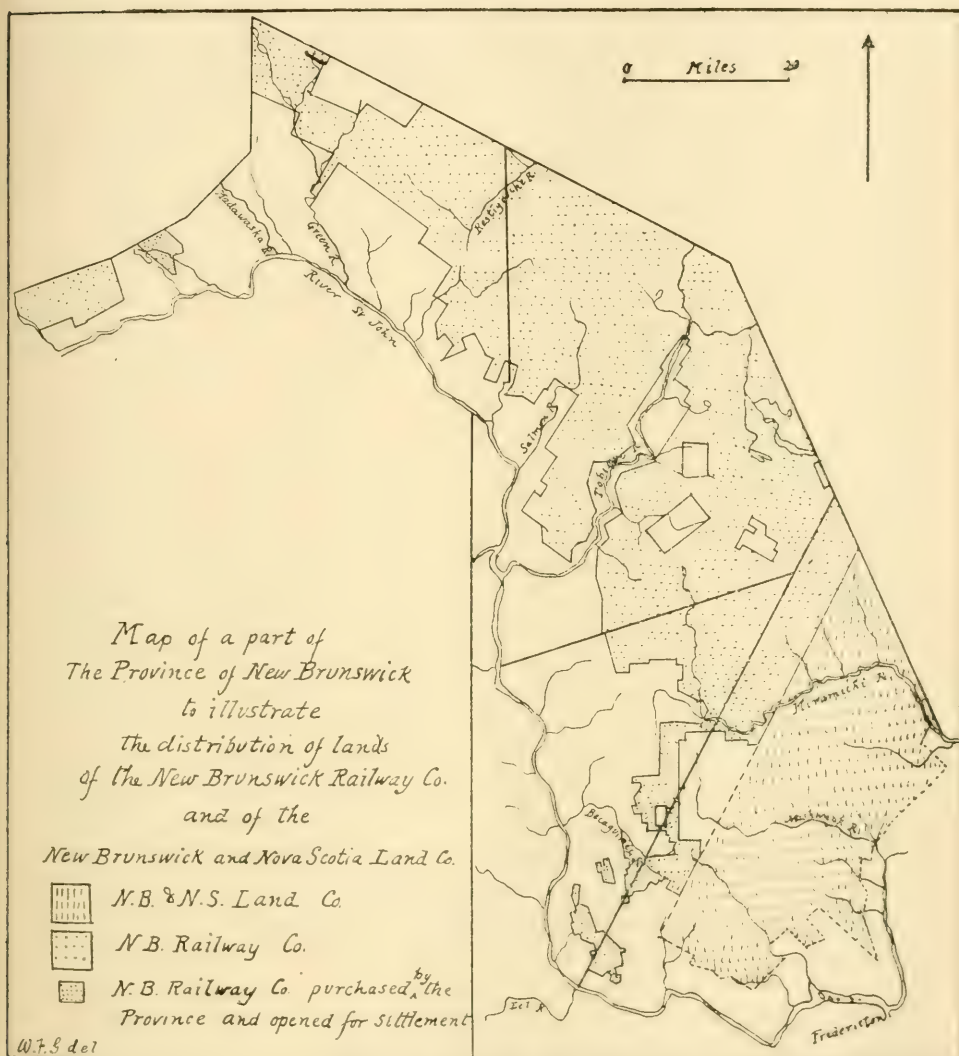 0 Miles 20
Restigouche R.
Madawaska R.
Green R.
River St John
Salmon R
Tobique
Map of a part of
The Province of New Brunswick
to illustrate
the distribution of lands
of the New Brunswick Railway Co.
and of the
New Brunswick and Nova Scotia Land Co.
N.B. & N.S. Land Co.
N.B. Railway Co.
N.B. Railway Co. purchased by the
Province and opened for Sittlement
W.F.G del
Miramichi R.
Becaguimec
Eel R
Fredericton